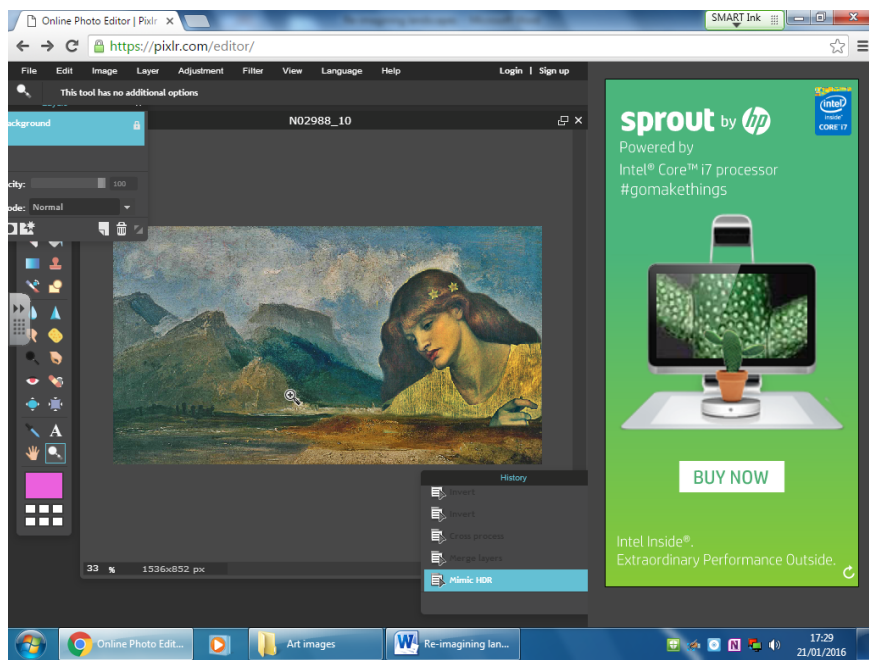 Online Photo Editor | Pixlr
SMART Ink
https://pixlr.com/editor/
File Edit Image Layer Adjustment Filter View Language Help Login | Sign up
This tool has no additional options
ackground
N02988_10
city: 100
ode: Normal
A
33 % 1536x852 px
History
Invert
Invert
Cross process
Merge layers
Mimic HDR
sprout by hp
intel
inside
CORE i7
Powered by
Intel® Core™ i7 processor
#gomakethings
BUY NOW
Intel Inside®.
Extraordinary Performance Outside.
Online Photo Edit...
Art images
Re-imagining lan...
17:29
21/01/2016